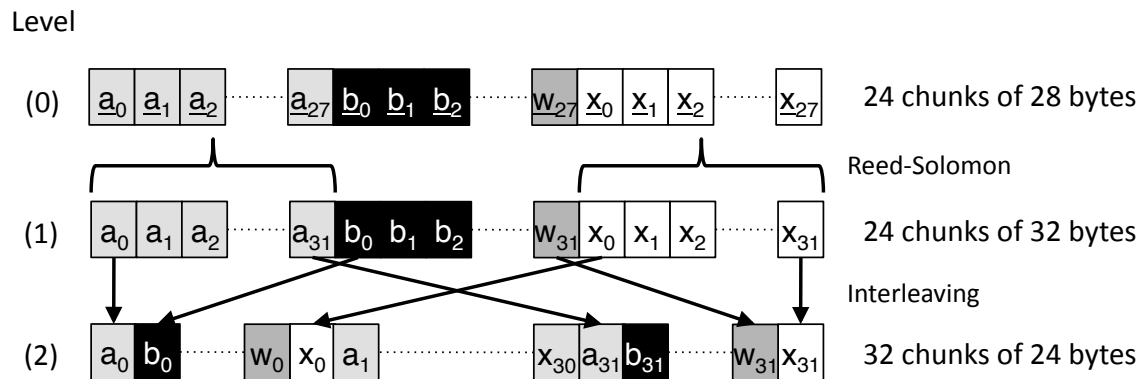 Level
(0) a₀ a₁ a₂ a₂₇ b₀ b₁ b₂ w₂₇ x₀ x₁ x₂ x₂₇ 24 chunks of 28 bytes
Reed-Solomon
(1) a₀ a₁ a₂ a₃₁ b₀ b₁ b₂ w₃₁ x₀ x₁ x₂ x₃₁ 24 chunks of 32 bytes
Interleaving
(2) a₀ b₀ w₀ x₀ a₁ x₃₀ a₃₁ b₃₁ w₃₁ x₃₁ 32 chunks of 24 bytes